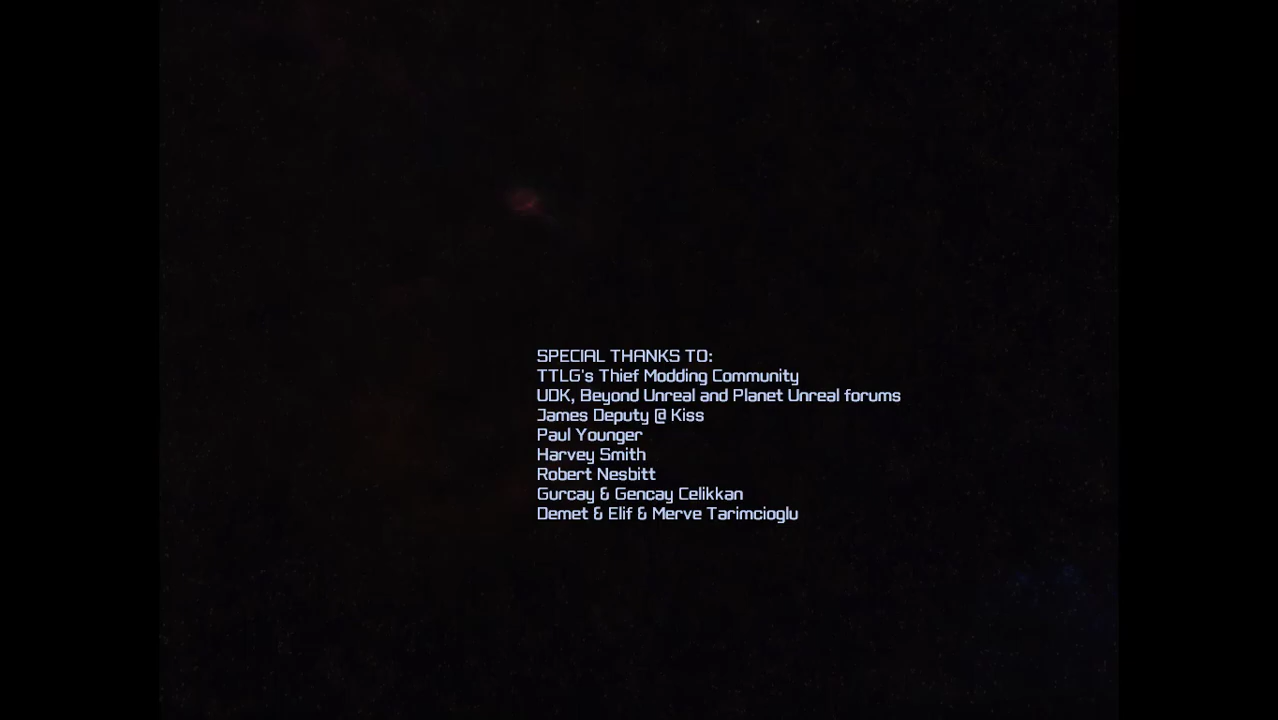 SPECIAL THANKS TO:
TTLG's Thief Modding Community
UDK, Beyond Unreal and Planet Unreal forums
James Deputy @ Kiss
Paul Younger
Harvey Smith
Robert Nesbitt
Gurcay & Gencay Celikkan
Demet & Elif & Merve Tarimcioglu